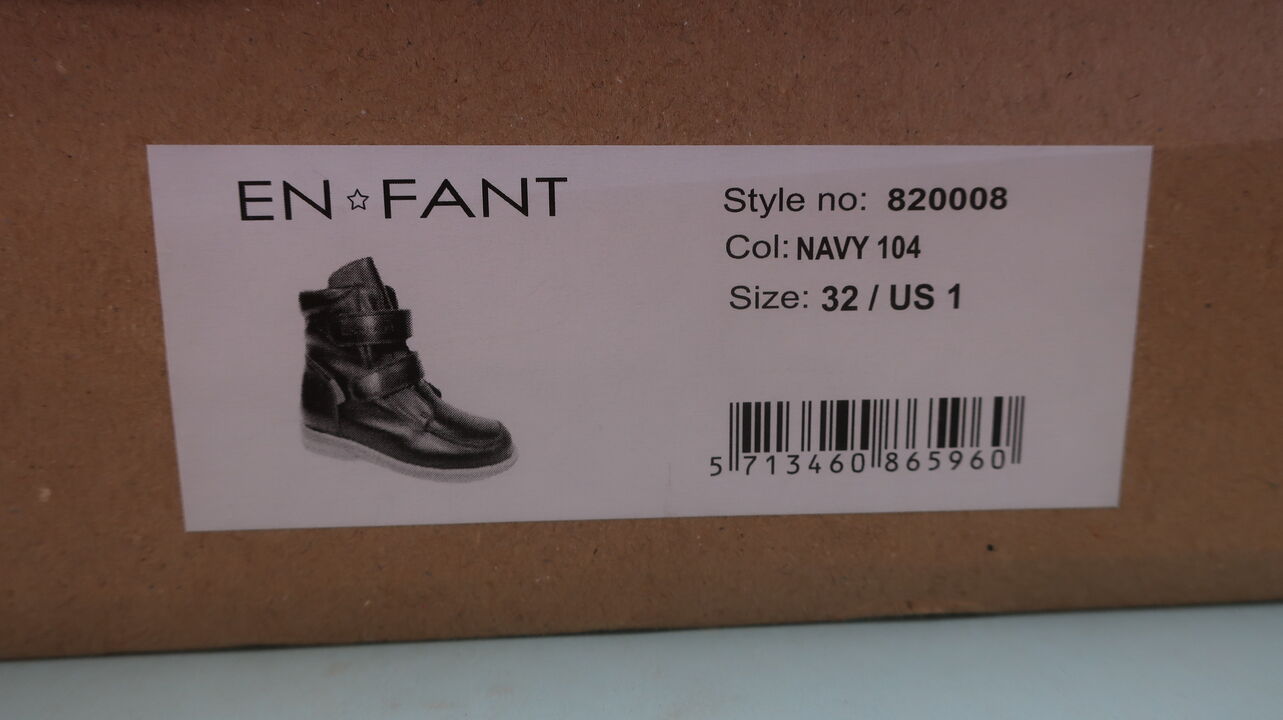 EN☆FANT
Style no: 820008
Col: NAVY 104
Size: 32 / US 1
5 713460 865960